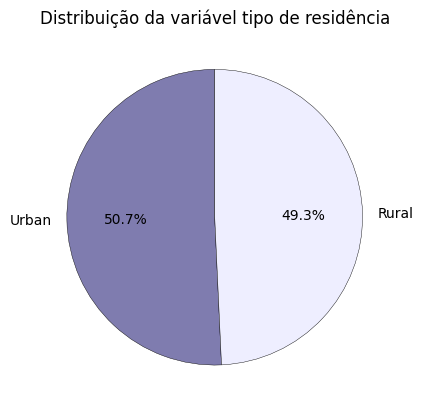 Distribuição da variável tipo de residência
Urban
50.7%
49.3%
Rural